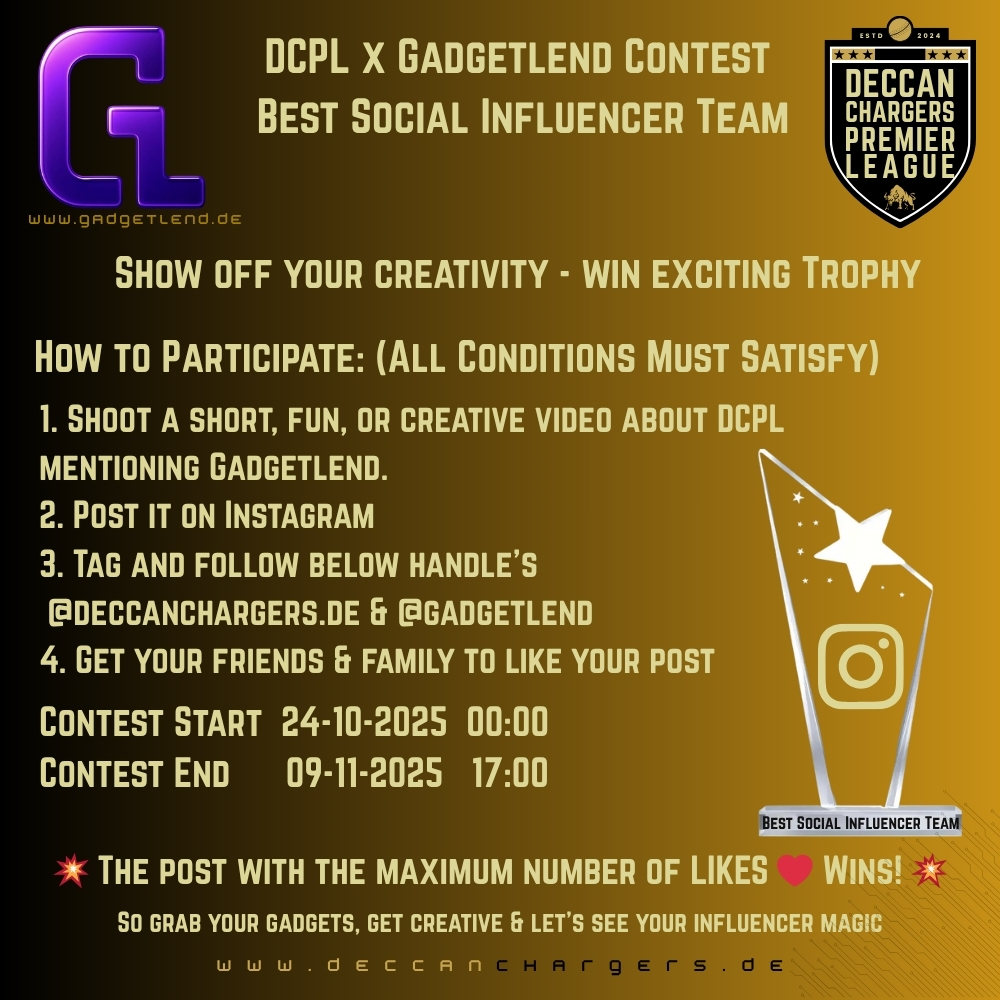 GL
www.gadgetlend.de
DCPL x Gadgetlend Contest
Best Social Influencer Team
ESTD 2024
DECCAN
CHARGERS
PREMIER
LEAGUE
Show off your creativity - win exciting Trophy
How to Participate: (All Conditions Must Satisfy)
1. Shoot a short, fun, or creative video about DCPL
mentioning Gadgetlend.
2. Post it on Instagram
3. Tag and follow below handle's
@deccanchargers.de & @gadgetlend
4. Get your friends & family to like your post
Contest Start 24-10-2025 00:00
Contest End 09-11-2025 17:00
Best Social Influencer Team
💥 The post with the maximum number of LIKES ❤️ Wins! 💥
So grab your gadgets, get creative & let's see your influencer magic
www.deccanchargers.de